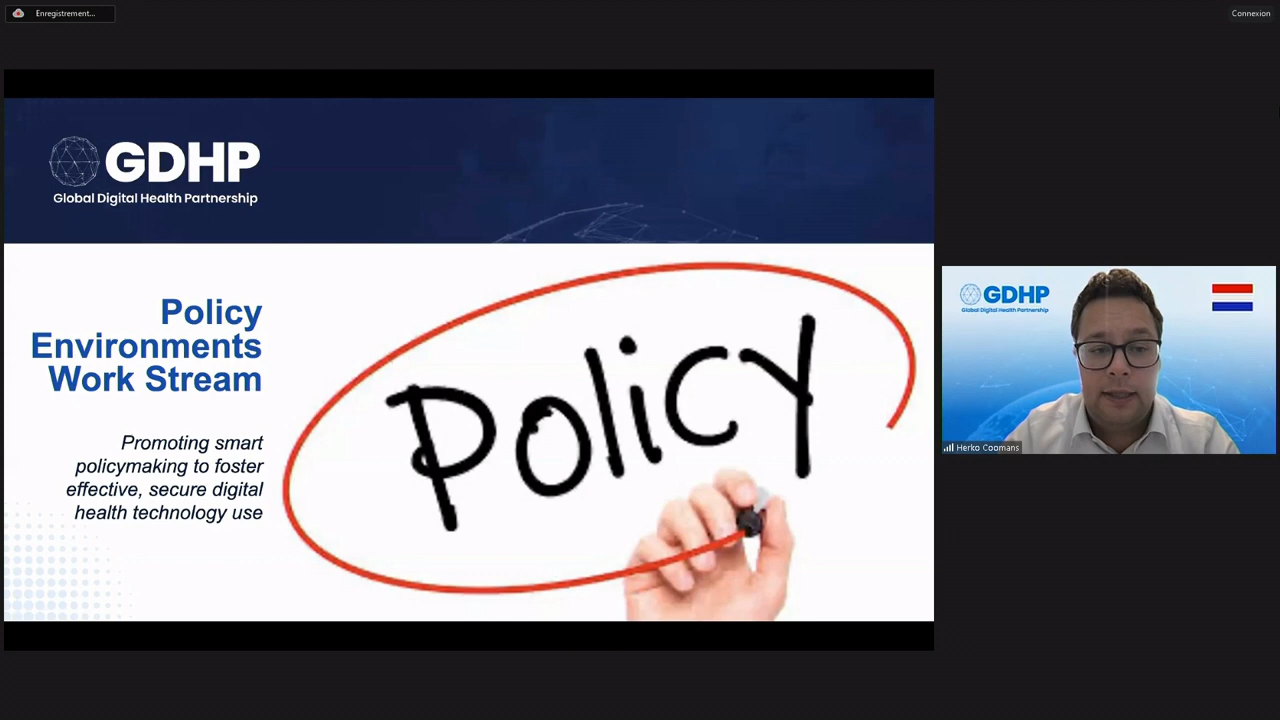 Enregistrement...
Connexion
GDHP
Global Digital Health Partnership
Policy
Environments
Work Stream
Promoting smart
policymaking to foster
effective, secure digital
health technology use
Policy
GDHP
Global Digital Health Partnership
Herko Coomans